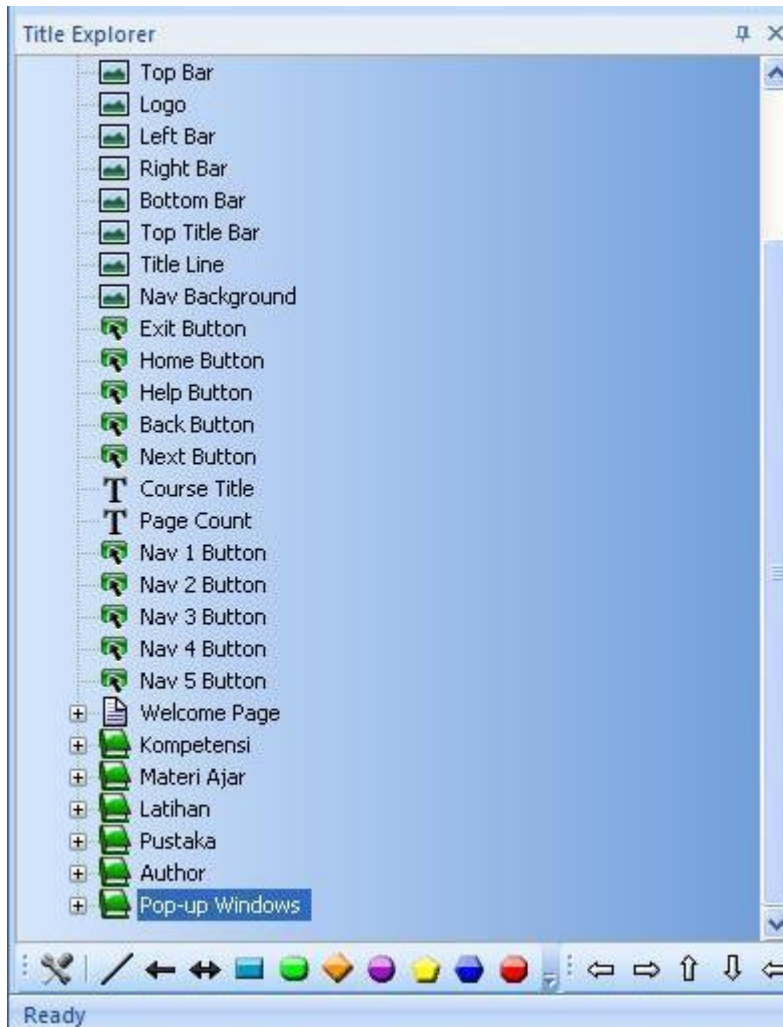 Title Explorer
Top Bar
Logo
Left Bar
Right Bar
Bottom Bar
Top Title Bar
Title Line
Nav Background
Exit Button
Home Button
Help Button
Back Button
Next Button
T Course Title
T Page Count
Nav 1 Button
Nav 2 Button
Nav 3 Button
Nav 4 Button
Nav 5 Button
Welcome Page
Kompetensi
Materi Ajar
Latihan
Pustaka
Author
Pop-up Windows
Ready